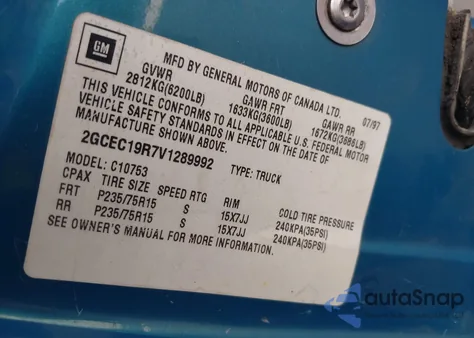 GM
MFD BY GENERAL MOTORS OF CANADA LTD.
07/97
GVWR GAWR FRT GAWR RR
2812KG(6200LB) 1633KG(3600LB) 1672KG(3686LB)
THIS VEHICLE CONFORMS TO ALL APPLICABLE U.S. FEDERAL MOTOR
VEHICLE SAFETY STANDARDS IN EFFECT ON THE DATE OF
MANUFACTURE SHOWN ABOVE.
2GCEC19R7V1289992 TYPE: TRUCK
MODEL: C10753
CPAX TIRE SIZE SPEED RTG RIM COLD TIRE PRESSURE
FRT P235/75R15 S 15X7JJ 240KPA(35PSI)
RR P235/75R15 S 15X7JJ 240KPA(35PSI)
SEE OWNER'S MANUAL FOR MORE INFORMATION.
autaSnap